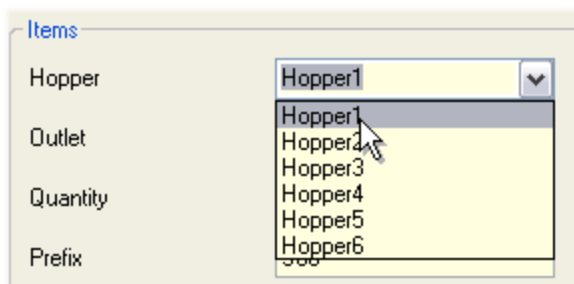 Items
Hopper Hopper1
Hopper1
Outlet Hopper2
Hopper3
Quantity Hopper4
Hopper5
Prefix Hopper6